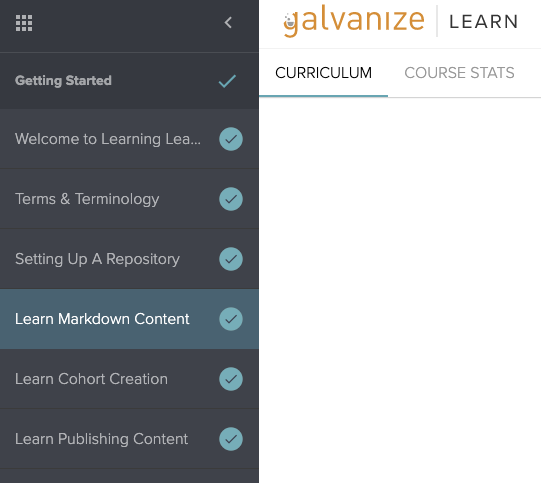 galvanize | LEARN
Getting Started
CURRICULUM
COURSE STATS
Welcome to Learning Lea...
Terms & Terminology
Setting Up A Repository
Learn Markdown Content
Learn Cohort Creation
Learn Publishing Content